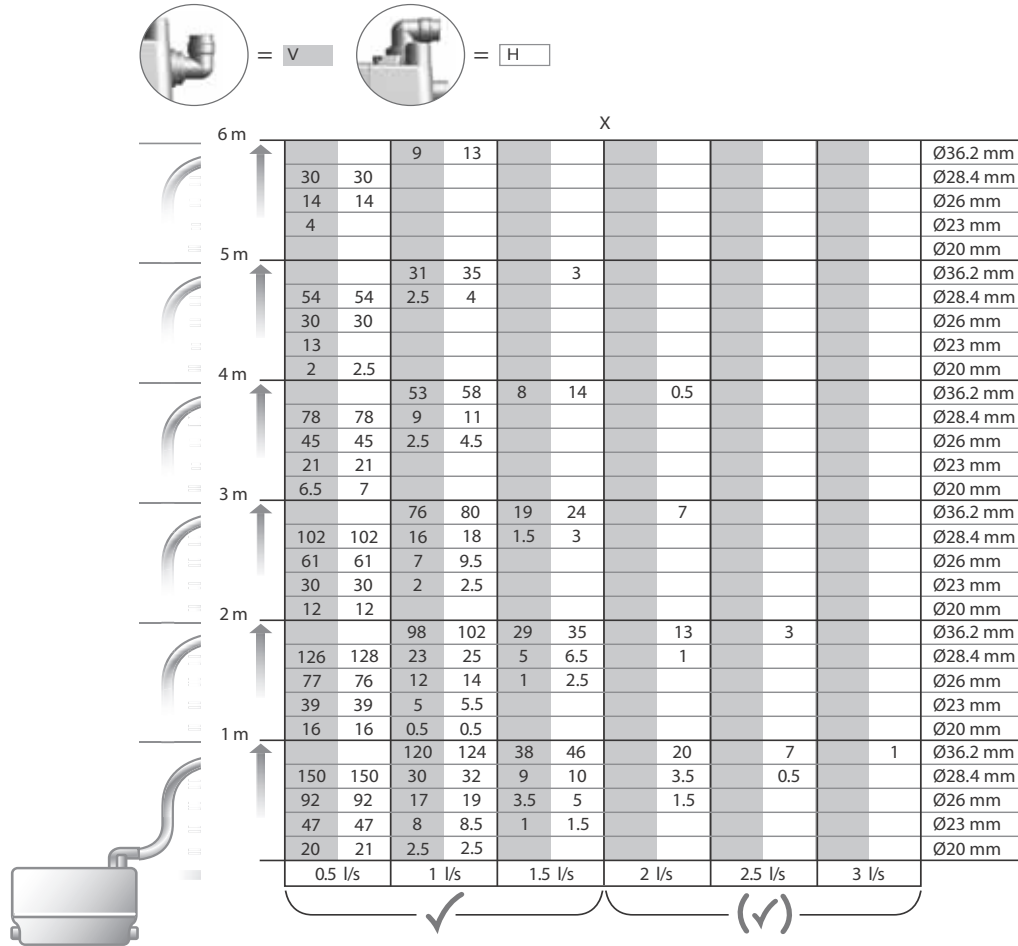 = V = H
X
6 m
9 13 Ø36.2 mm
30 30 Ø28.4 mm
14 14 Ø26 mm
4 Ø23 mm
Ø20 mm
5 m
31 35 3 Ø36.2 mm
54 54 2.5 4 Ø28.4 mm
30 30 Ø26 mm
13 Ø23 mm
2 2.5 Ø20 mm
4 m
53 58 8 14 0.5 Ø36.2 mm
78 78 9 11 Ø28.4 mm
45 45 2.5 4.5 Ø26 mm
21 21 Ø23 mm
6.5 7 Ø20 mm
3 m
76 80 19 24 7 Ø36.2 mm
102 102 16 18 1.5 3 Ø28.4 mm
61 61 7 9.5 Ø26 mm
30 30 2 2.5 Ø23 mm
12 12 Ø20 mm
2 m
98 102 29 35 13 3 Ø36.2 mm
126 128 23 25 5 6.5 1 Ø28.4 mm
77 76 12 14 1 2.5 Ø26 mm
39 39 5 5.5 Ø23 mm
16 16 0.5 0.5 Ø20 mm
1 m
120 124 38 46 20 7 1 Ø36.2 mm
150 150 30 32 9 10 3.5 0.5 Ø28.4 mm
92 92 17 19 3.5 5 1.5 Ø26 mm
47 47 8 8.5 1 1.5 Ø23 mm
20 21 2.5 2.5 Ø20 mm
0.5 l/s 1 l/s 1.5 l/s 2 l/s 2.5 l/s 3 l/s
✓ (✓)